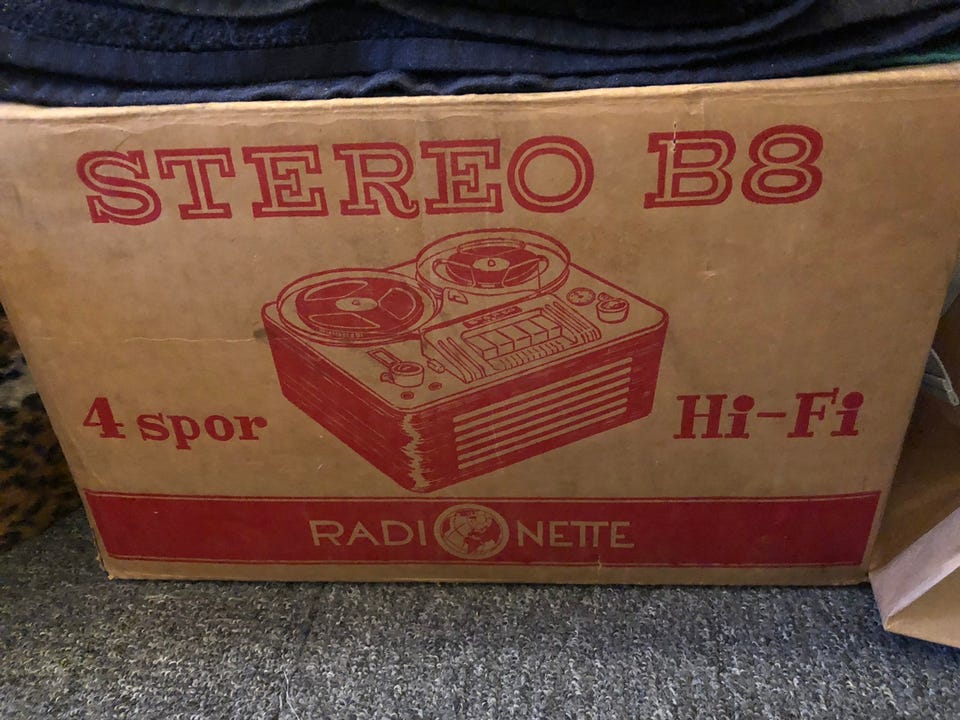 STEREO B8
4 spor Hi-Fi
RADIONETTE